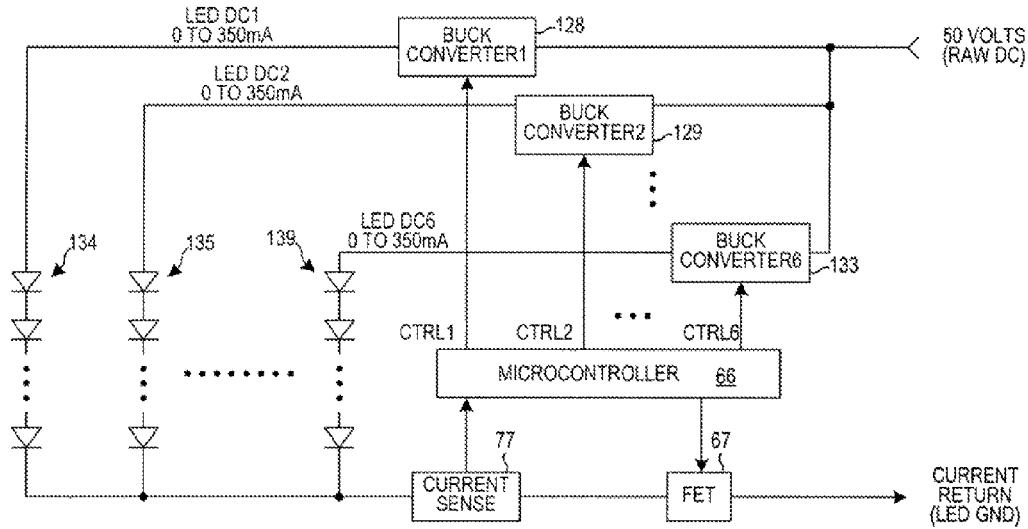 LED DC1
0 TO 350mA
BUCK
CONVERTER1
128
50 VOLTS
(RAW DC)
LED DC2
0 TO 350mA
BUCK
CONVERTER2
129
134
135
139
LED DC6
0 TO 350mA
BUCK
CONVERTER6
133
CTRL1
CTRL2
CTRL6
MICROCONTROLLER 66
77
67
CURRENT
SENSE
FET
CURRENT
RETURN
(LED GND)